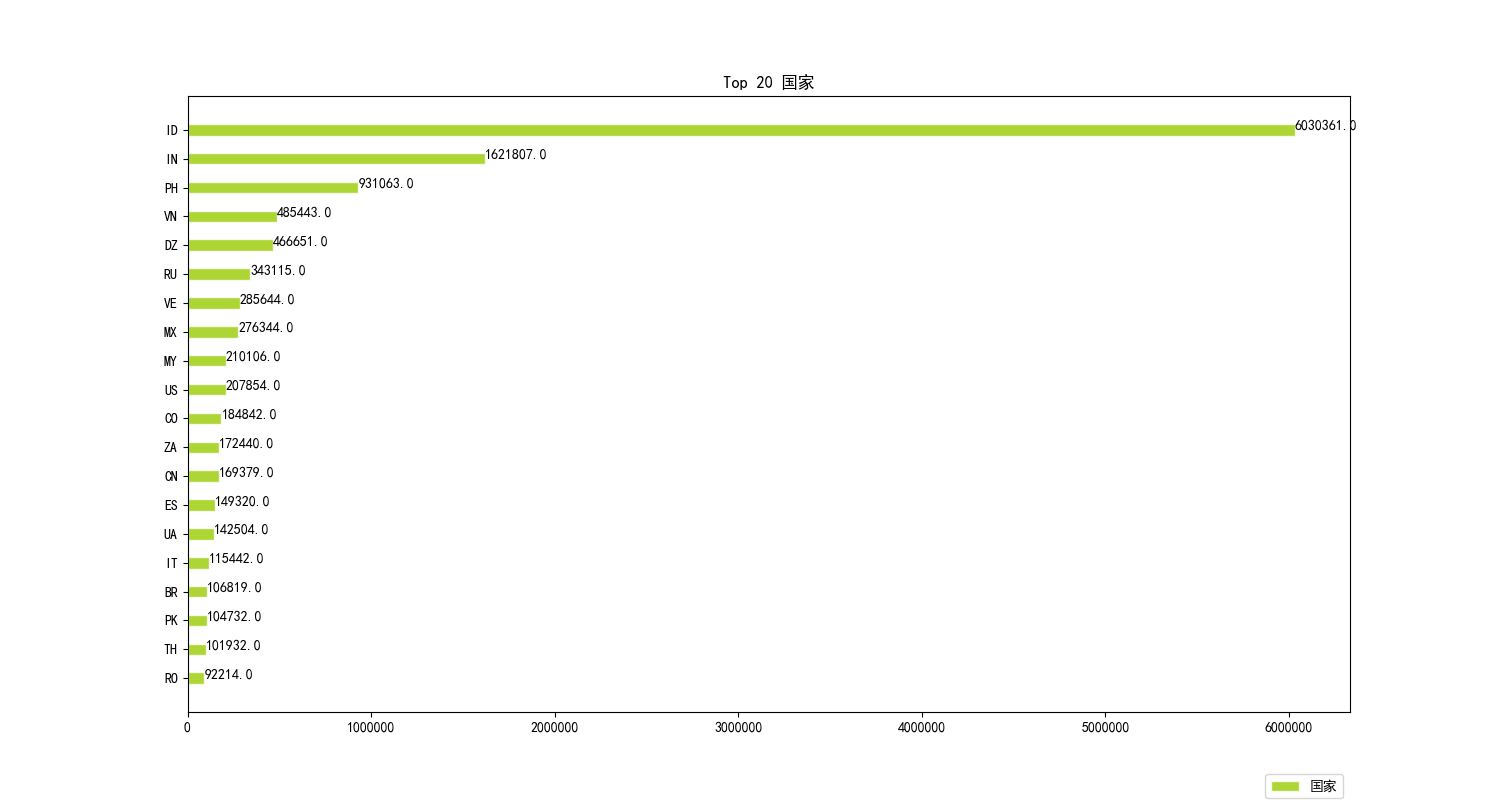 Top 20 国家
ID 6030361.0
IN 1621807.0
PH 931063.0
VN 485443.0
DZ 466651.0
RU 343115.0
VE 285644.0
MX 276344.0
MY 210106.0
US 207854.0
CO 184842.0
ZA 172440.0
CN 169379.0
ES 149320.0
UA 142504.0
IT 115442.0
BR 106819.0
PK 104732.0
TH 101932.0
RO 92214.0
0 1000000 2000000 3000000 4000000 5000000 6000000
国家